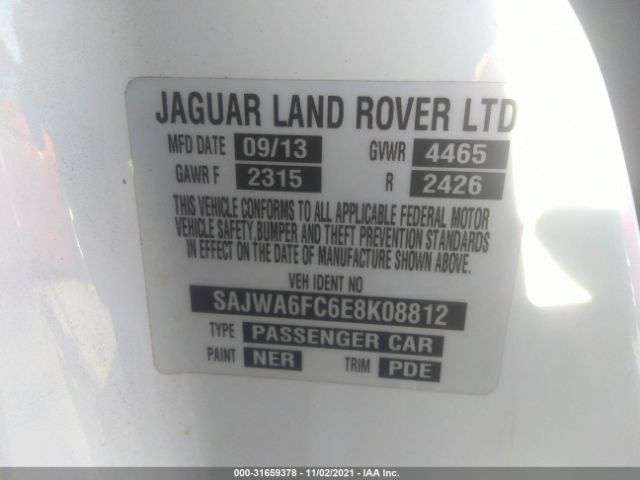 JAGUAR LAND ROVER LTD
MFD DATE 09/13 GVWR 4465
GAWR F 2315 R 2426
THIS VEHICLE CONFORMS TO ALL APPLICABLE FEDERAL MOTOR
VEHICLE SAFETY,BUMPER AND THEFT PREVENTION STANDARDS
IN EFFECT ON THE DATE OF MANUFACTURE SHOWN ABOVE.
VEH IDENT NO
SAJWA6FC6E8K08812
TYPE PASSENGER CAR
PAINT NER TRIM PDE
000-31659378 - 11/02/2021 - IAA Inc.